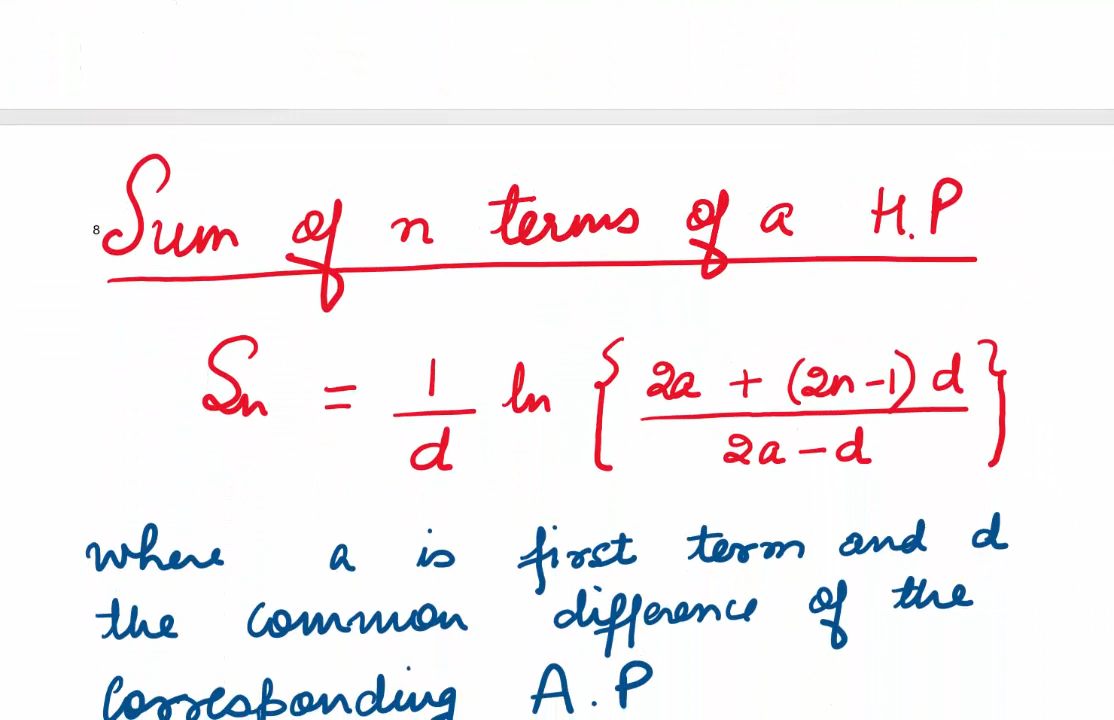 8
Sum of n terms of a H.P
Sn = 1/d ln { 2a + (2n-1) d / 2a - d }
where a is first term and d
the common difference of the
corresponding A.P